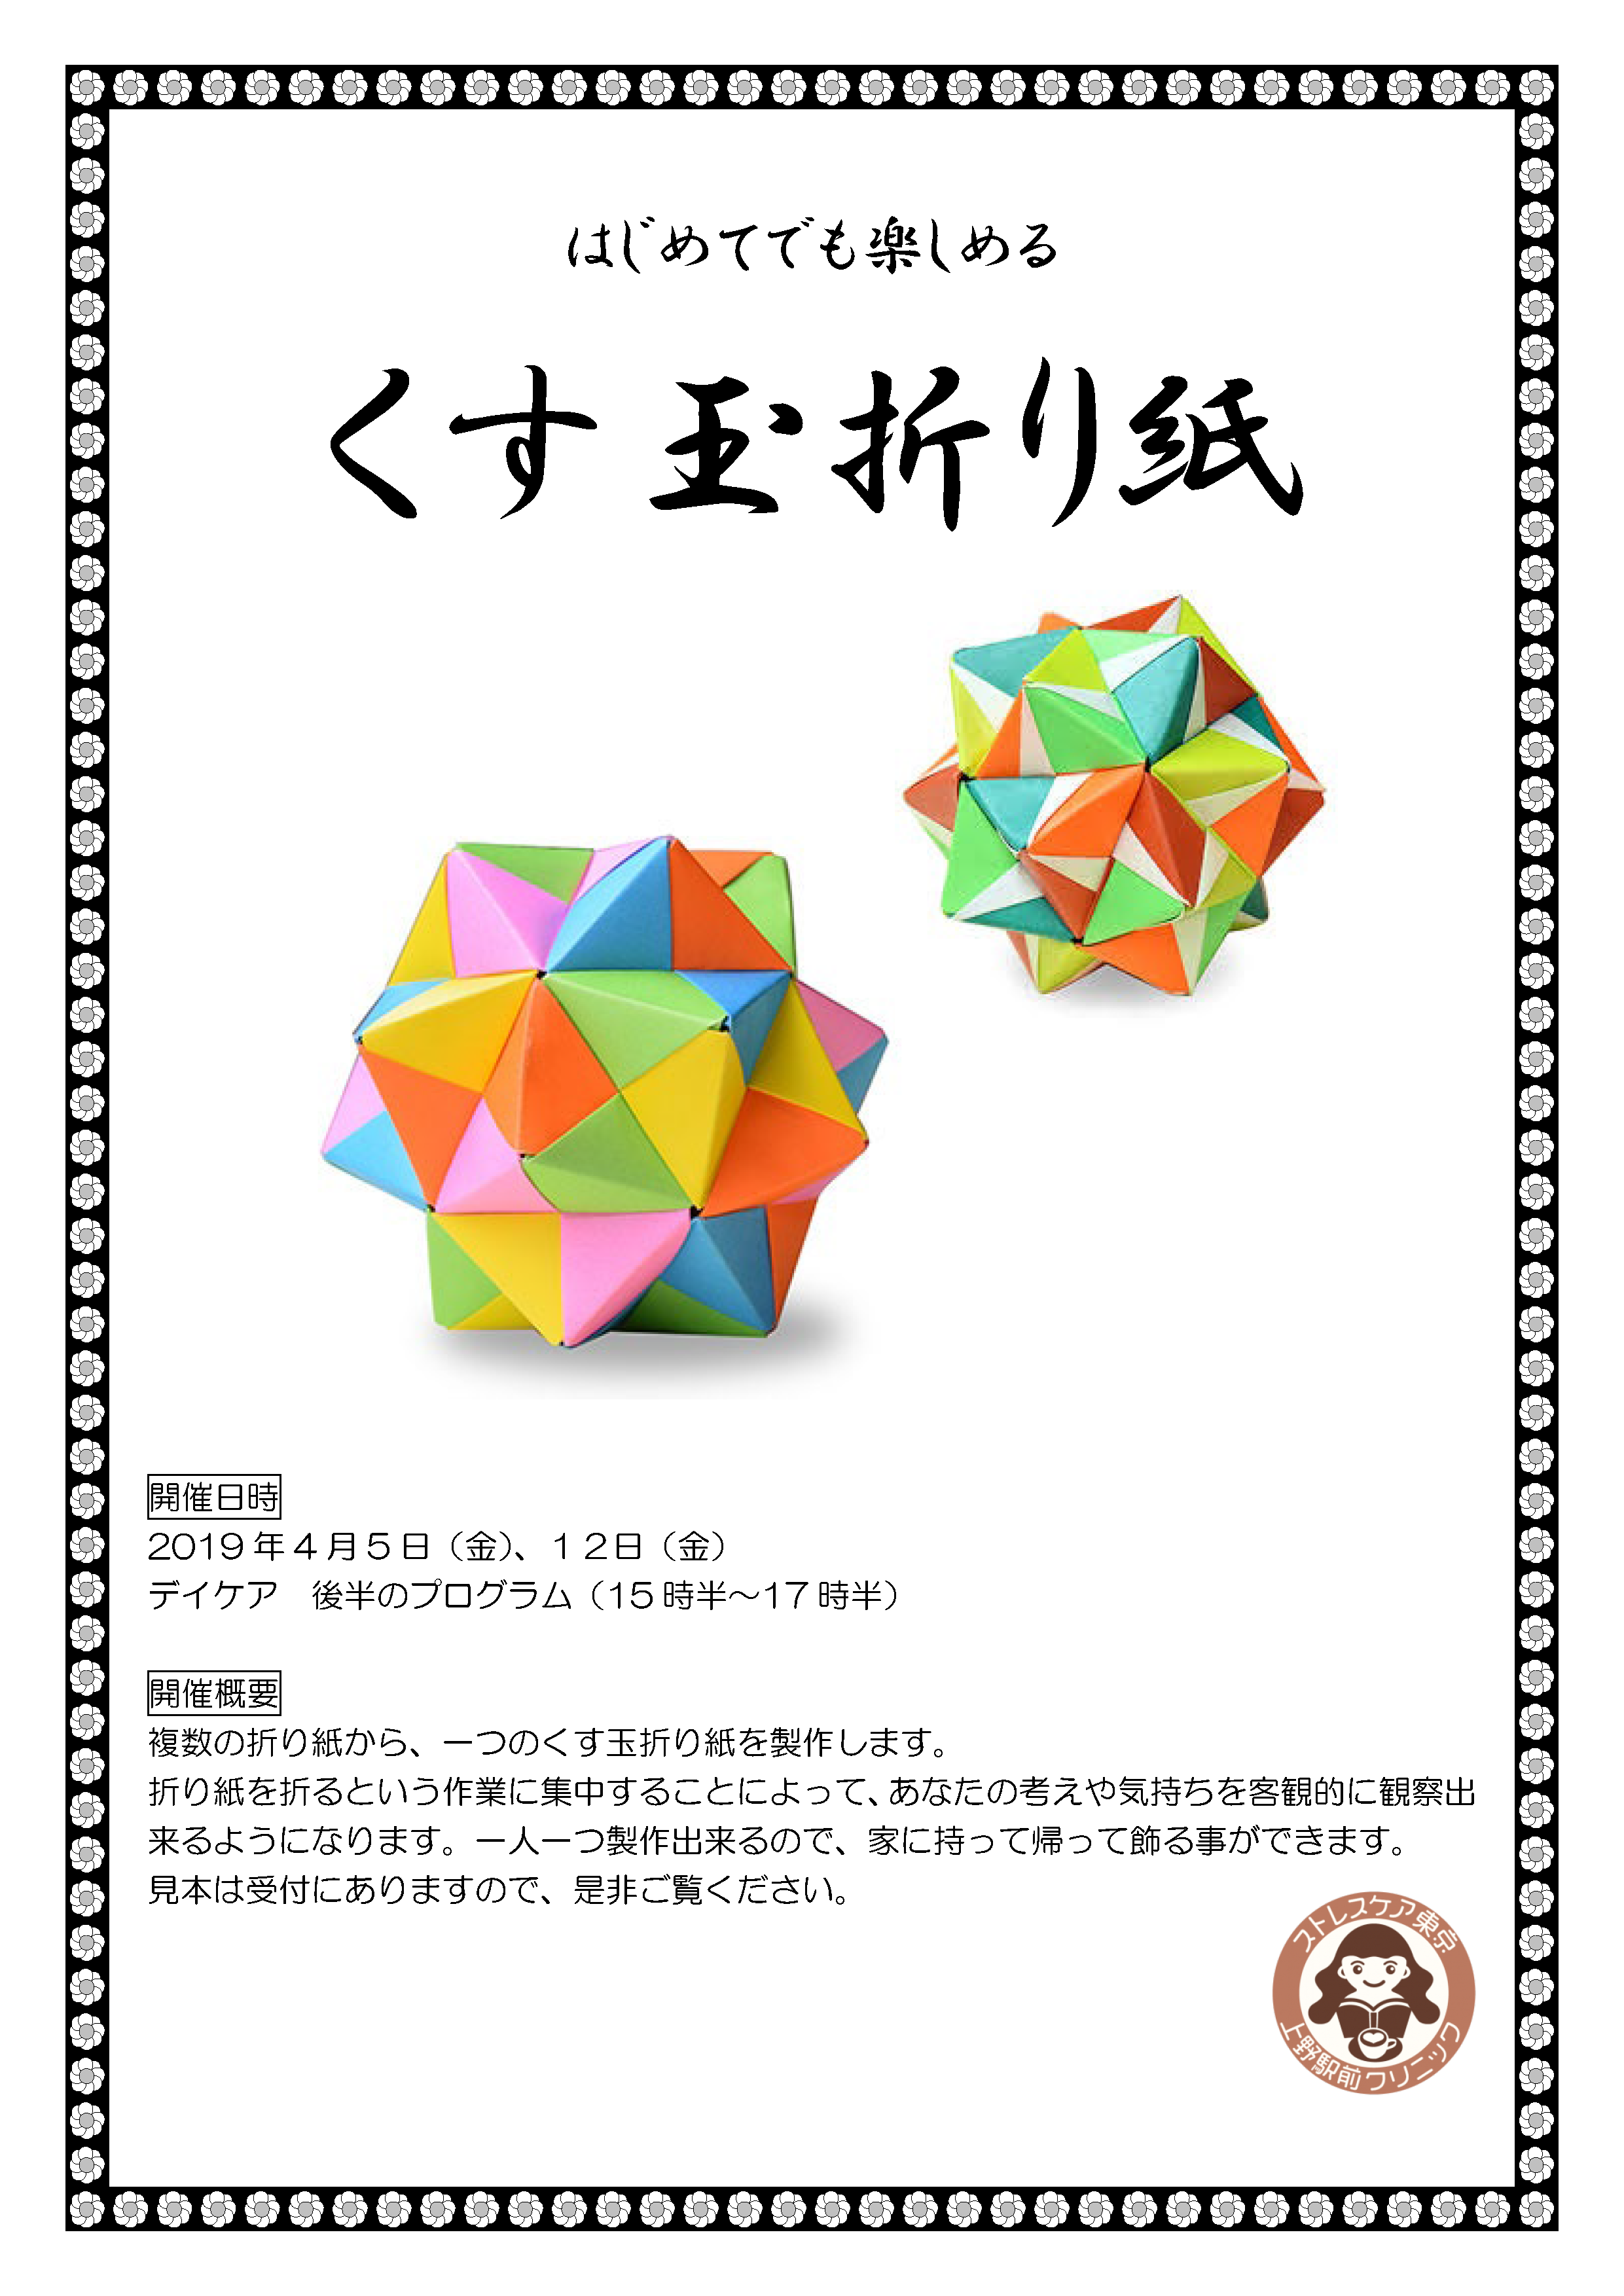 はじめてでも楽しめる
くす玉折り紙
開催日時
2019年４月５日（金）、１２日（金）
デイケア　後半のプログラム（15時半～17時半）
開催概要
複数の折り紙から、一つのくす玉折り紙を製作します。
折り紙を折るという作業に集中することによって、あなたの考えや気持ちを客観的に観察出
来るようになります。一人一つ製作出来るので、家に持って帰って飾る事ができます。
見本は受付にありますので、是非ご覧ください。
ストレスケア東京
上野駅前クリニック